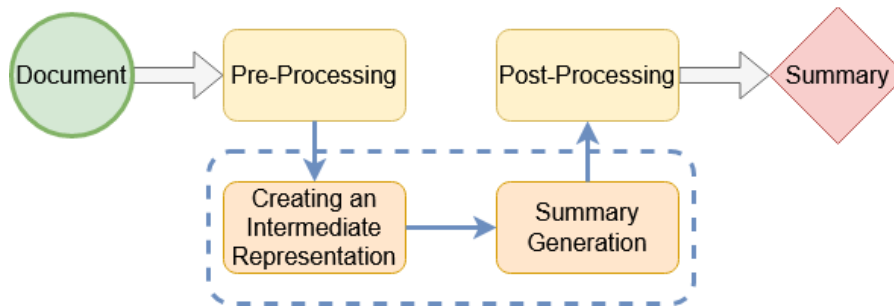 Document
Pre-Processing
Post-Processing
Summary
Creating an
Intermediate
Representation
Summary
Generation